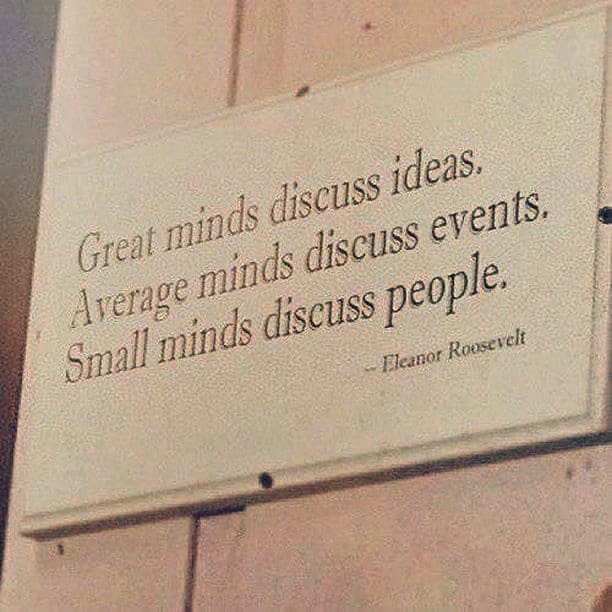 Great minds discuss ideas.
Average minds discuss events.
Small minds discuss people.
-- Eleanor Roosevelt